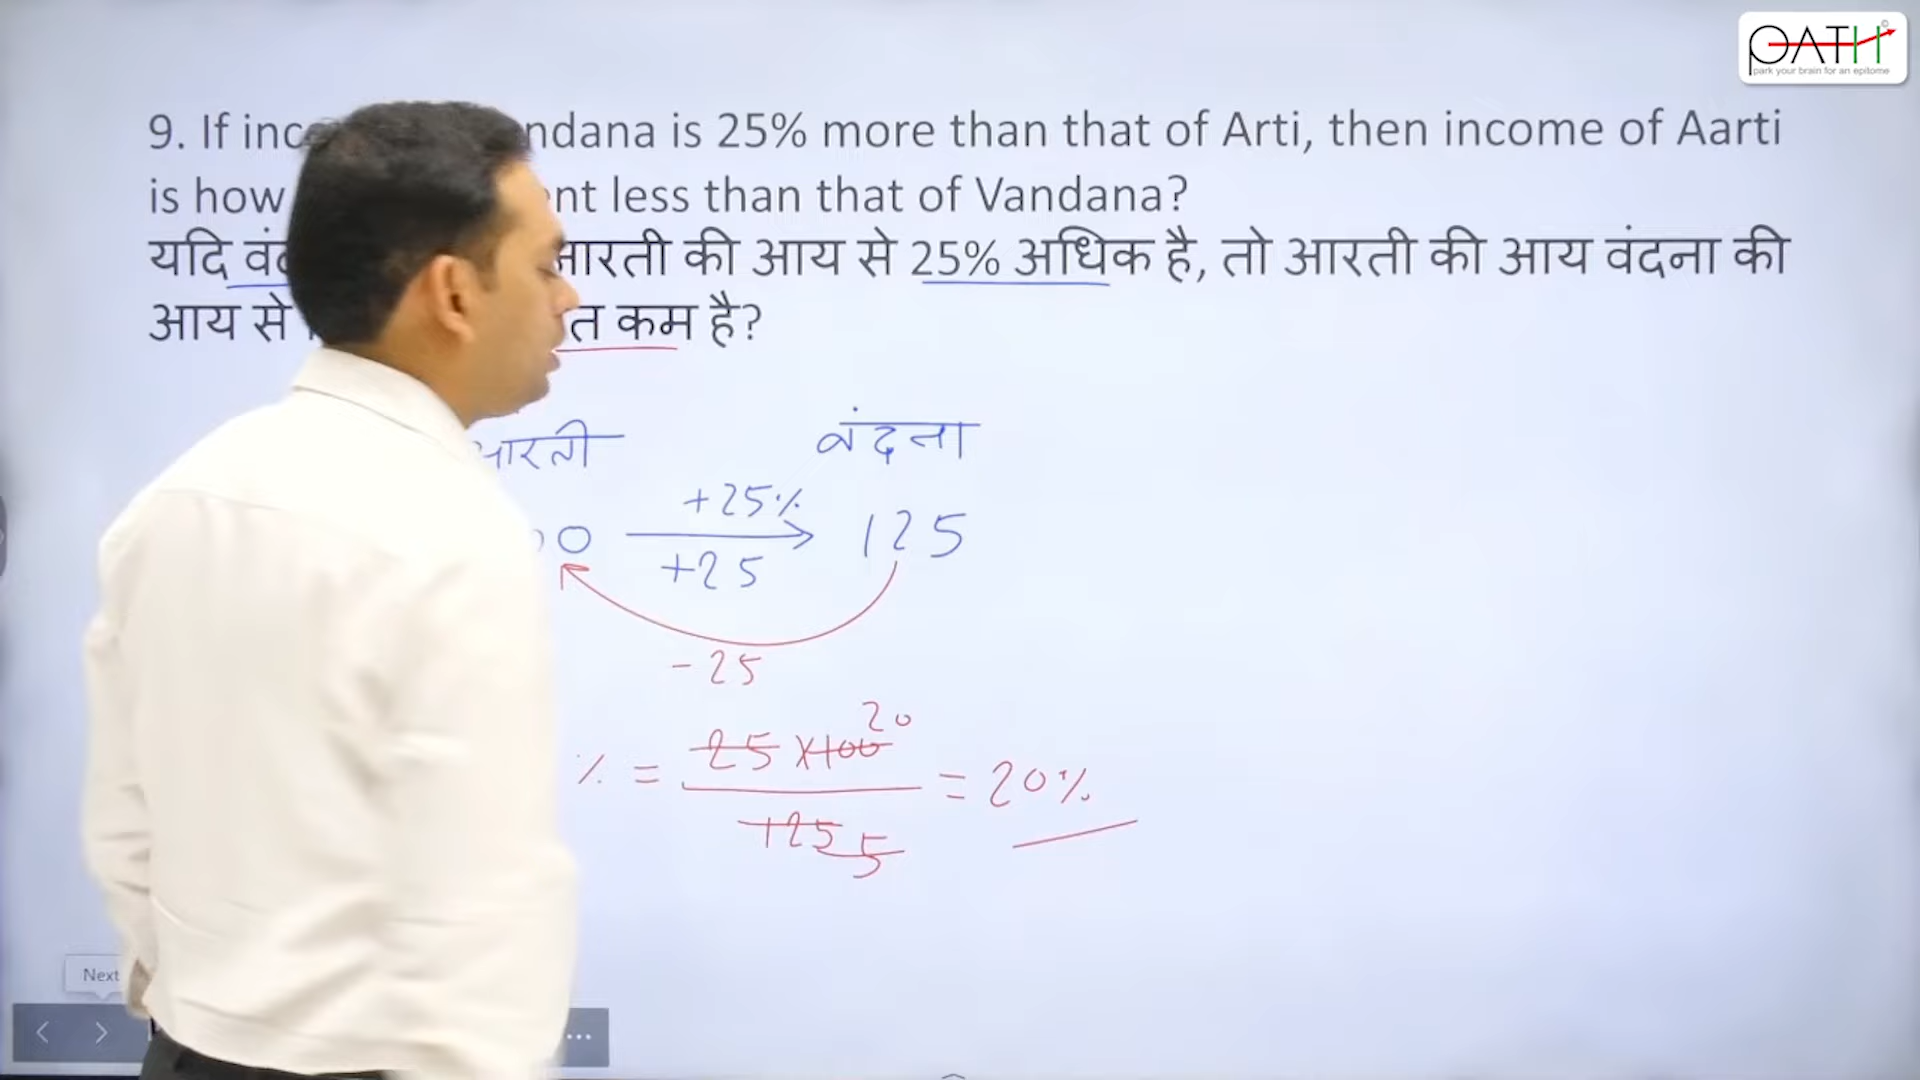 PATH
park your brain for an epitome
9. If ndana is 25% more than that of Arti, then income of Aarti
is how nt less than that of Vandana?
यदि आरती की आय से 25% अधिक है, तो आरती की आय वंदना की
आय से त कम है?
आरती वंदना
+25%
0 125
+25
-25
20
% = 25 x100 = 20%
125 5
Next